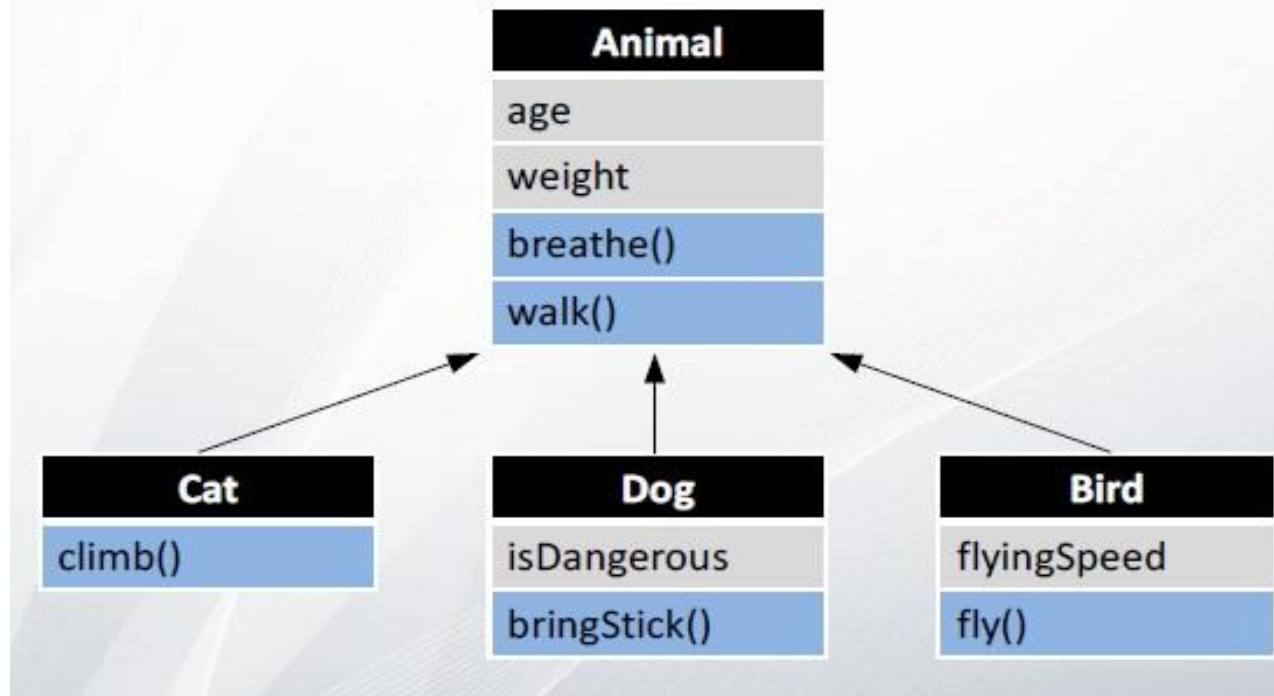 Animal
age
weight
breathe()
walk()
Cat
climb()
Dog
isDangerous
bringStick()
Bird
flyingSpeed
fly()